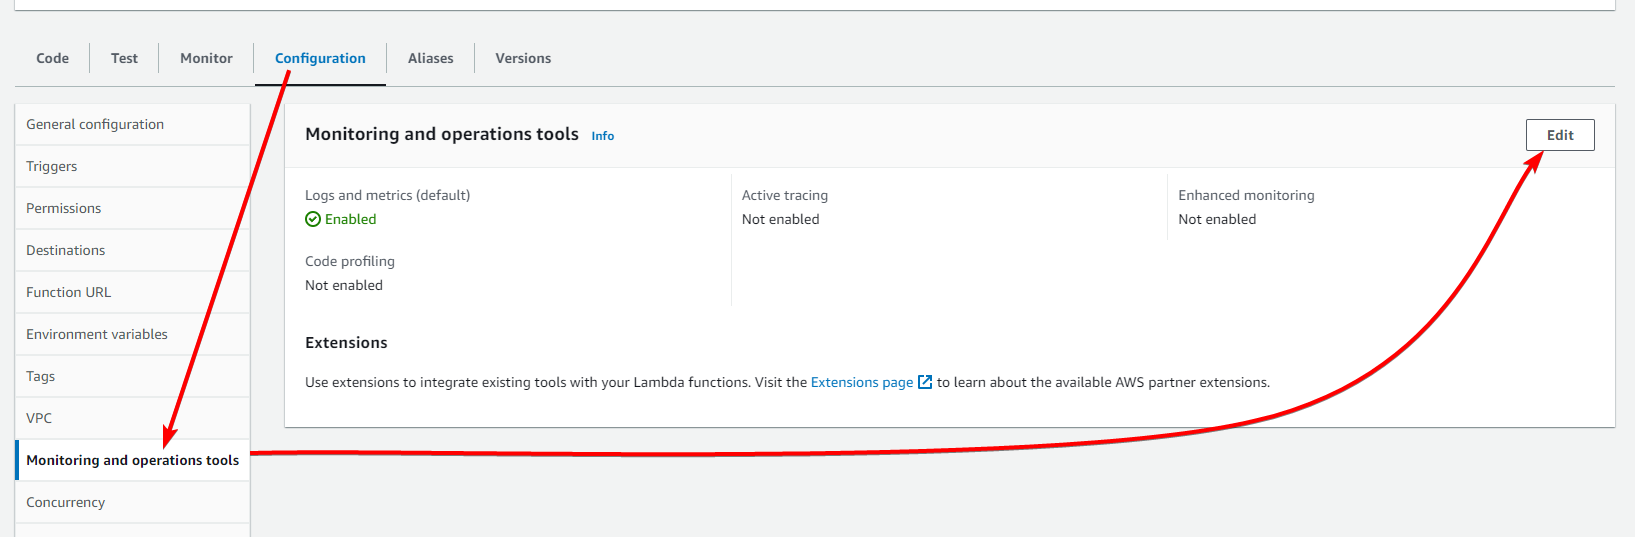 Code
Test
Monitor
Configuration
Aliases
Versions
General configuration
Triggers
Permissions
Destinations
Function URL
Environment variables
Tags
VPC
Monitoring and operations tools
Concurrency
Monitoring and operations tools Info
Edit
Logs and metrics (default)
Enabled
Active tracing
Not enabled
Enhanced monitoring
Not enabled
Code profiling
Not enabled
Extensions
Use extensions to integrate existing tools with your Lambda functions. Visit the Extensions page to learn about the available AWS partner extensions.